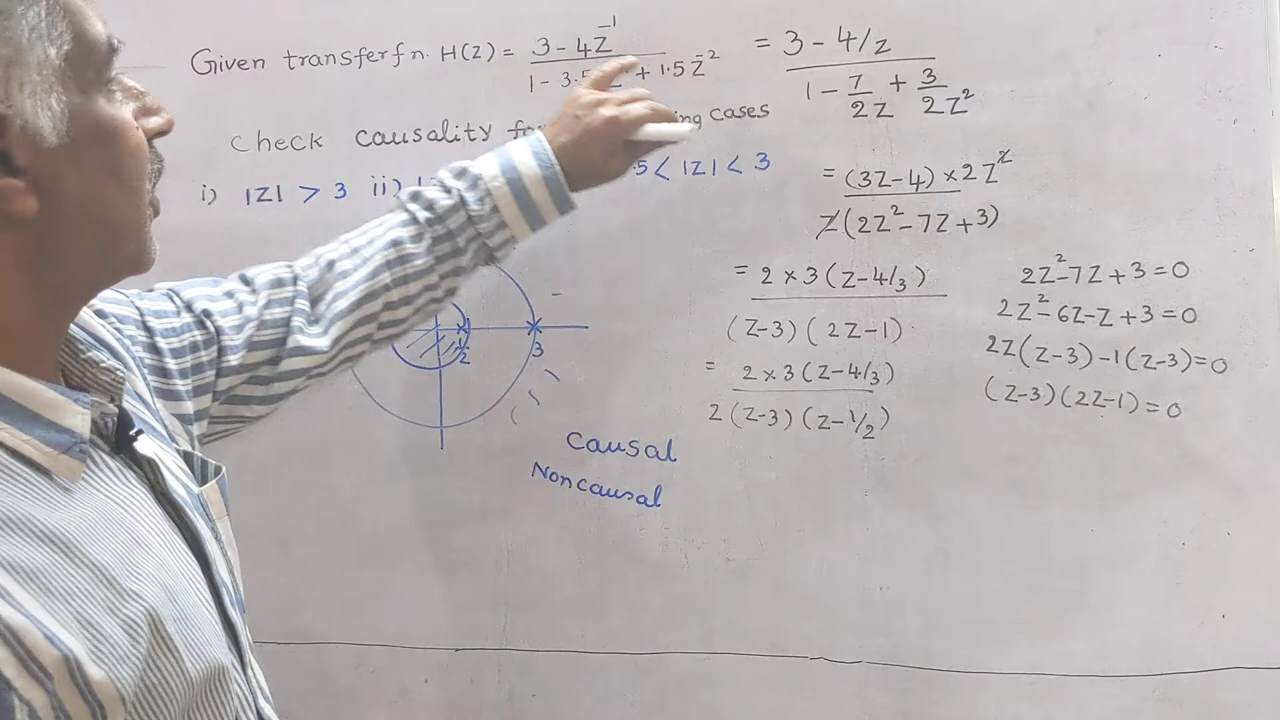 Given transfer fn. H(Z) = 3 - 4Z⁻¹ / 1 - 3.5 + 1.5Z⁻²
check causality cases
i) |Z| > 3 ii) 5 < |Z| < 3
1/2 3
Causal
Noncausal
= 3 - 4/Z / 1 - 7/2Z + 3/2Z²
= (3Z-4) × 2Z² / Z(2Z² - 7Z + 3)
= 2 × 3(Z - 4/3) / (Z-3)(2Z-1)
= 2 × 3(Z - 4/3) / 2(Z-3)(Z-1/2)
2Z² - 7Z + 3 = 0
2Z² - 6Z - Z + 3 = 0
2Z(Z-3) - 1(Z-3) = 0
(Z-3)(2Z-1) = 0